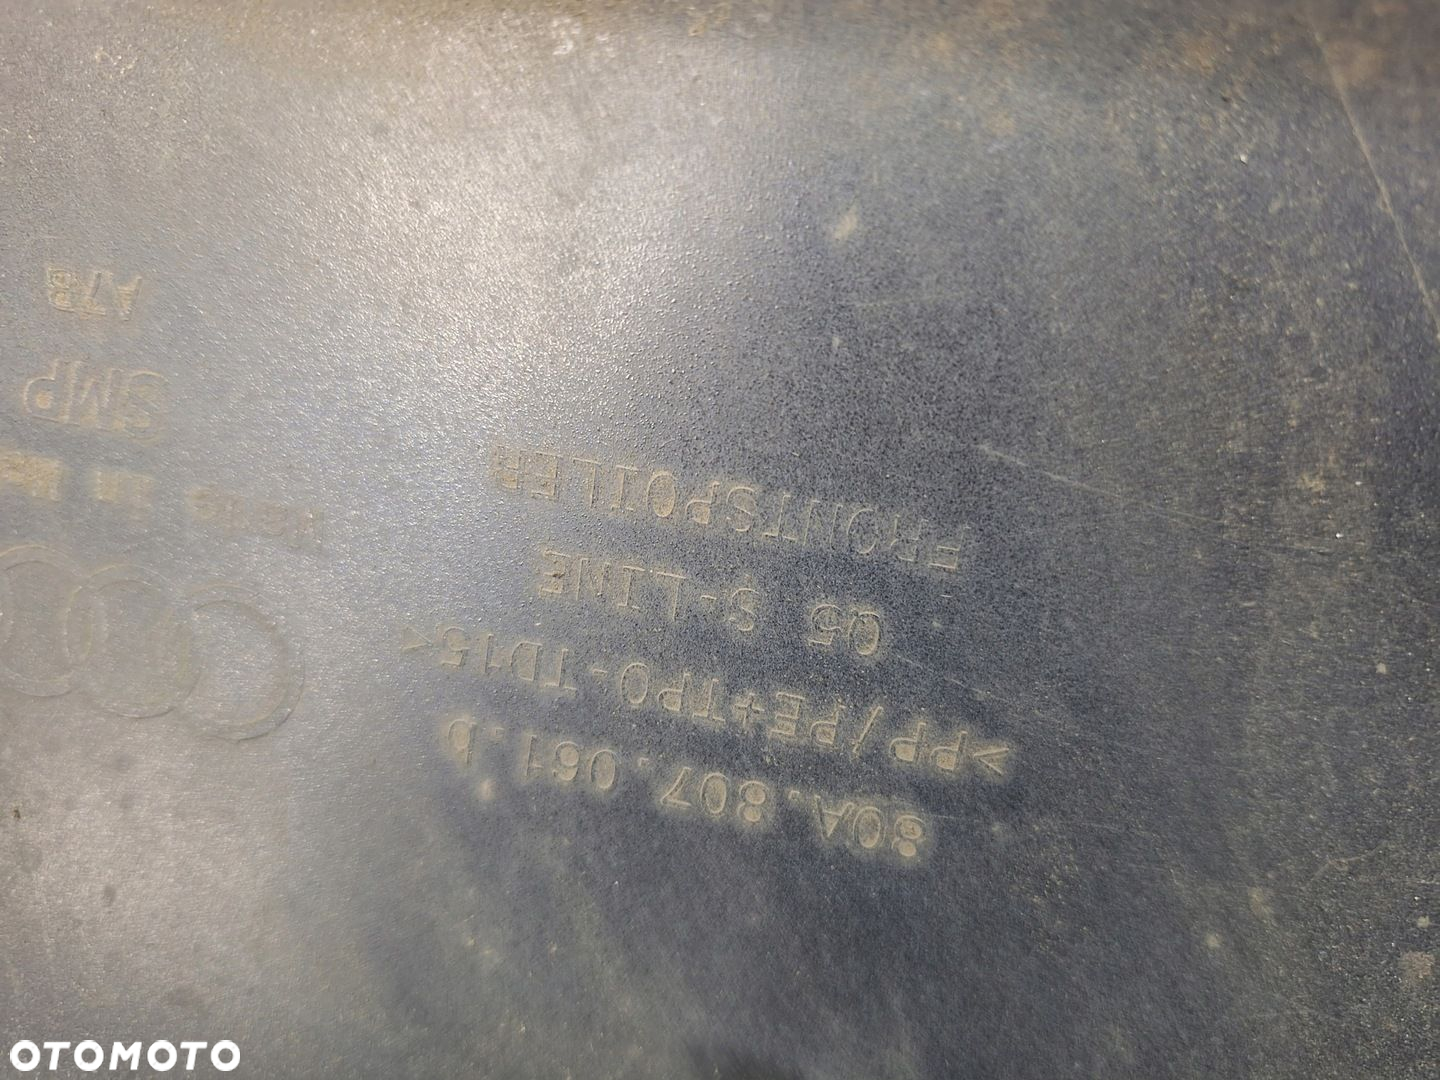 80A.807.061.D
>PP/PE+TPO-TD15<
Q5 S-LINE
FRONTSPOILER
SMP
A7B
OTOMOTO